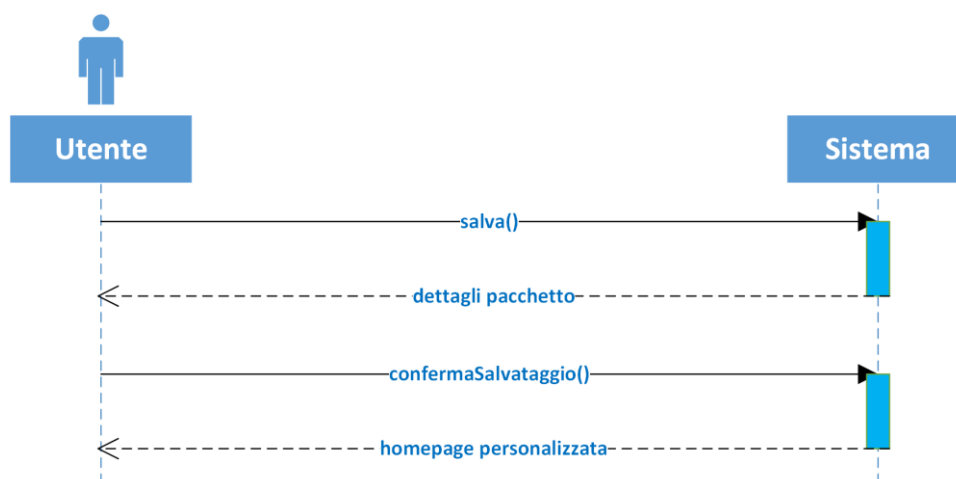 Utente
Sistema
salva()
dettagli pacchetto
confermaSalvataggio()
homepage personalizzata